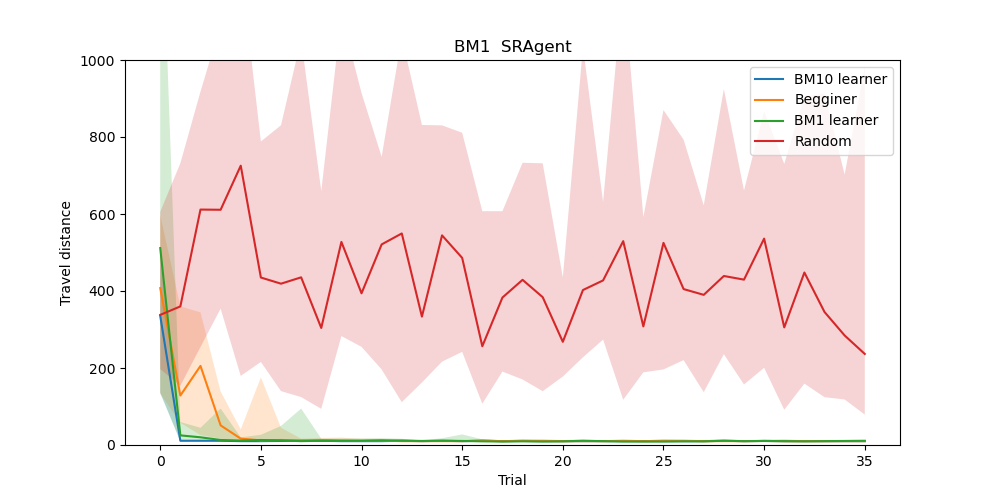 BM1 SRAgent
1000
800
600
400
200
0
Travel distance
0 5 10 15 20 25 30 35
Trial
BM10 learner
Begginer
BM1 learner
Random